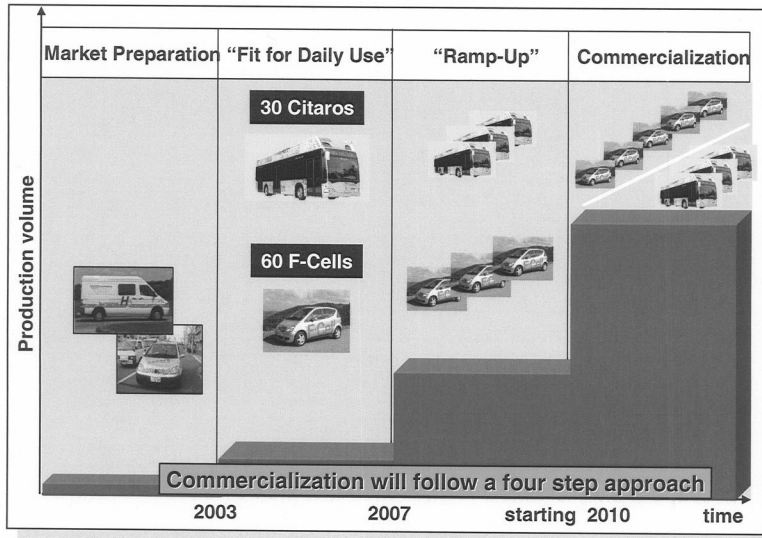 Market Preparation
“Fit for Daily Use”
“Ramp-Up”
Commercialization
30 Citaros
60 F-Cells
Production volume
Commercialization will follow a four step approach
2003
2007
starting 2010
time